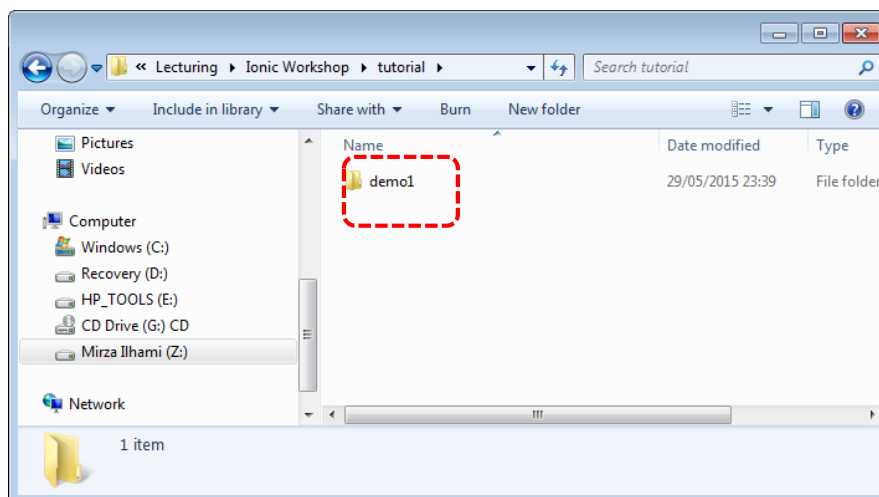 « Lecturing Ionic Workshop tutorial
Search tutorial
Organize Include in library Share with Burn New folder
Pictures
Videos
Computer
Windows (C:)
Recovery (D:)
HP_TOOLS (E:)
CD Drive (G:) CD
Mirza Ilhami (Z:)
Network
Name Date modified Type
demo1 29/05/2015 23:39 File folder
1 item